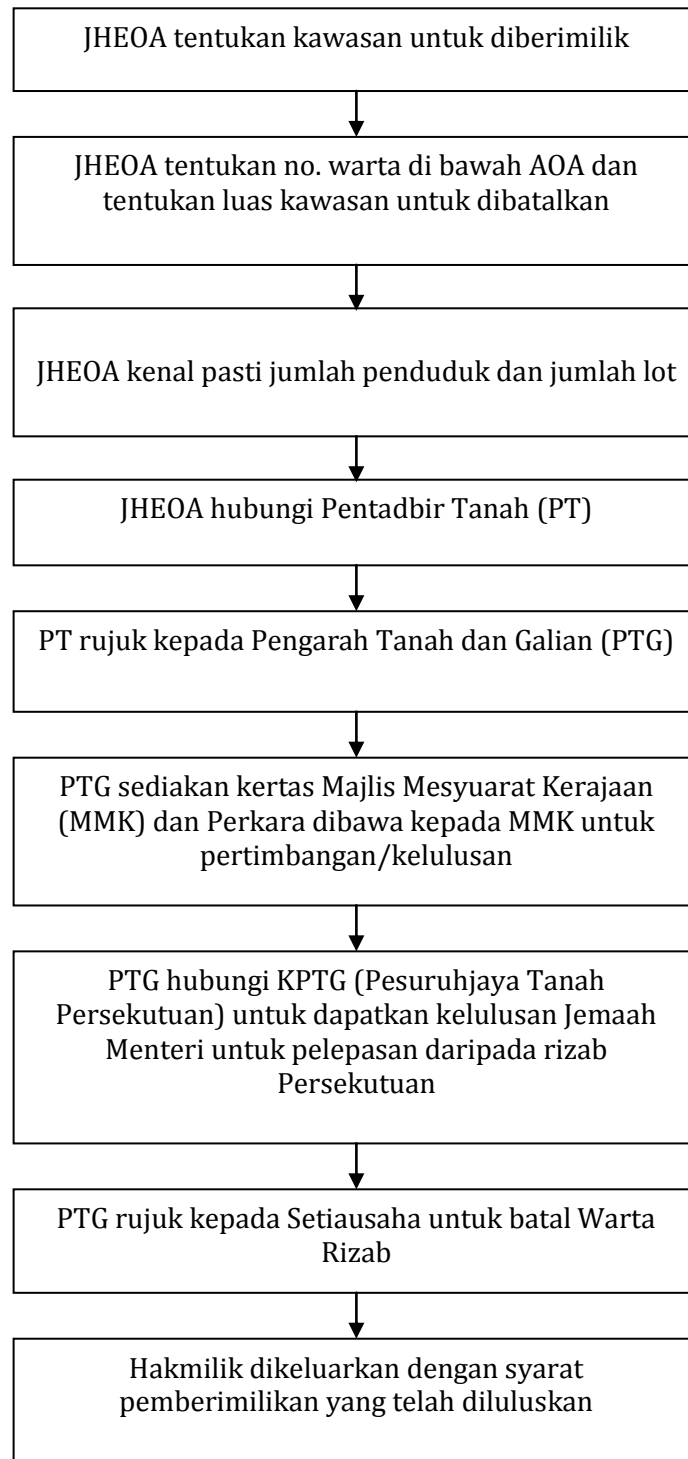 JHEOA tentukan kawasan untuk diberimilik
JHEOA tentukan no. warta di bawah AOA dan
tentukan luas kawasan untuk dibatalkan
JHEOA kenal pasti jumlah penduduk dan jumlah lot
JHEOA hubungi Pentadbir Tanah (PT)
PT rujuk kepada Pengarah Tanah dan Galian (PTG)
PTG sediakan kertas Majlis Mesyuarat Kerajaan
(MMK) dan Perkara dibawa kepada MMK untuk
pertimbangan/kelulusan
PTG hubungi KPTG (Pesuruhjaya Tanah
Persekutuan) untuk dapatkan kelulusan Jemaah
Menteri untuk pelepasan daripada rizab
Persekutuan
PTG rujuk kepada Setiausaha untuk batal Warta
Rizab
Hakmilik dikeluarkan dengan syarat
pemberimilikan yang telah diluluskan